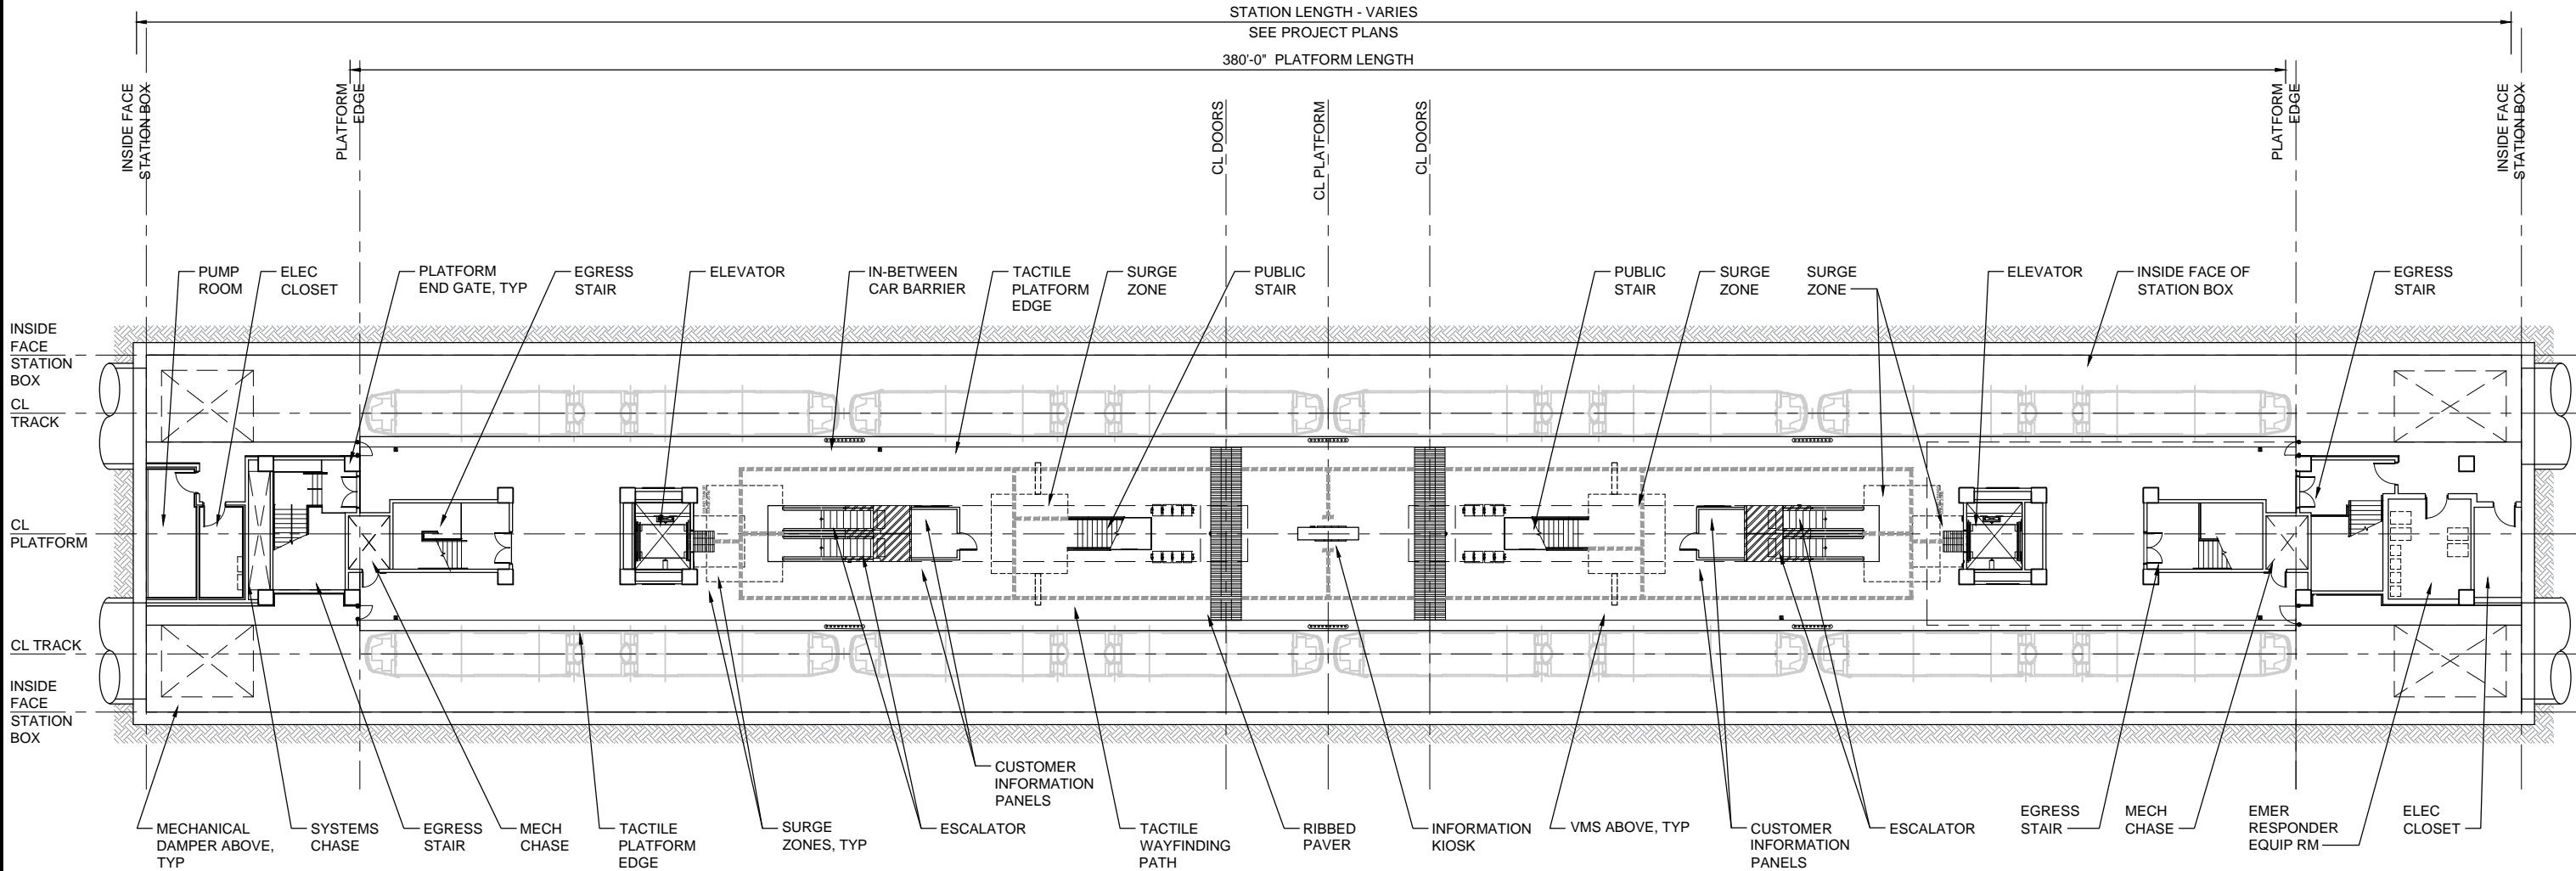 STATION LENGTH - VARIES
SEE PROJECT PLANS
380'-0" PLATFORM LENGTH
INSIDE FACE
STATION BOX
PLATFORM
EDGE
CL DOORS
CL PLATFORM
CL DOORS
PLATFORM
EDGE
INSIDE FACE
STATION BOX
PUMP
ROOM
ELEC
CLOSET
PLATFORM
END GATE, TYP
EGRESS
STAIR
ELEVATOR
IN-BETWEEN
CAR BARRIER
TACTILE
PLATFORM
EDGE
SURGE
ZONE
PUBLIC
STAIR
PUBLIC
STAIR
SURGE
ZONE
SURGE
ZONE
ELEVATOR
INSIDE FACE OF
STATION BOX
EGRESS
STAIR
INSIDE
FACE
STATION
BOX
CL
TRACK
CL
PLATFORM
CL TRACK
INSIDE
FACE
STATION
BOX
MECHANICAL
DAMPER ABOVE,
TYP
SYSTEMS
CHASE
EGRESS
STAIR
MECH
CHASE
TACTILE
PLATFORM
EDGE
SURGE
ZONES, TYP
CUSTOMER
INFORMATION
PANELS
ESCALATOR
TACTILE
WAYFINDING
PATH
RIBBED
PAVER
INFORMATION
KIOSK
VMS ABOVE, TYP
CUSTOMER
INFORMATION
PANELS
ESCALATOR
EGRESS
STAIR
MECH
CHASE
EMER
RESPONDER
EQUIP RM
ELEC
CLOSET